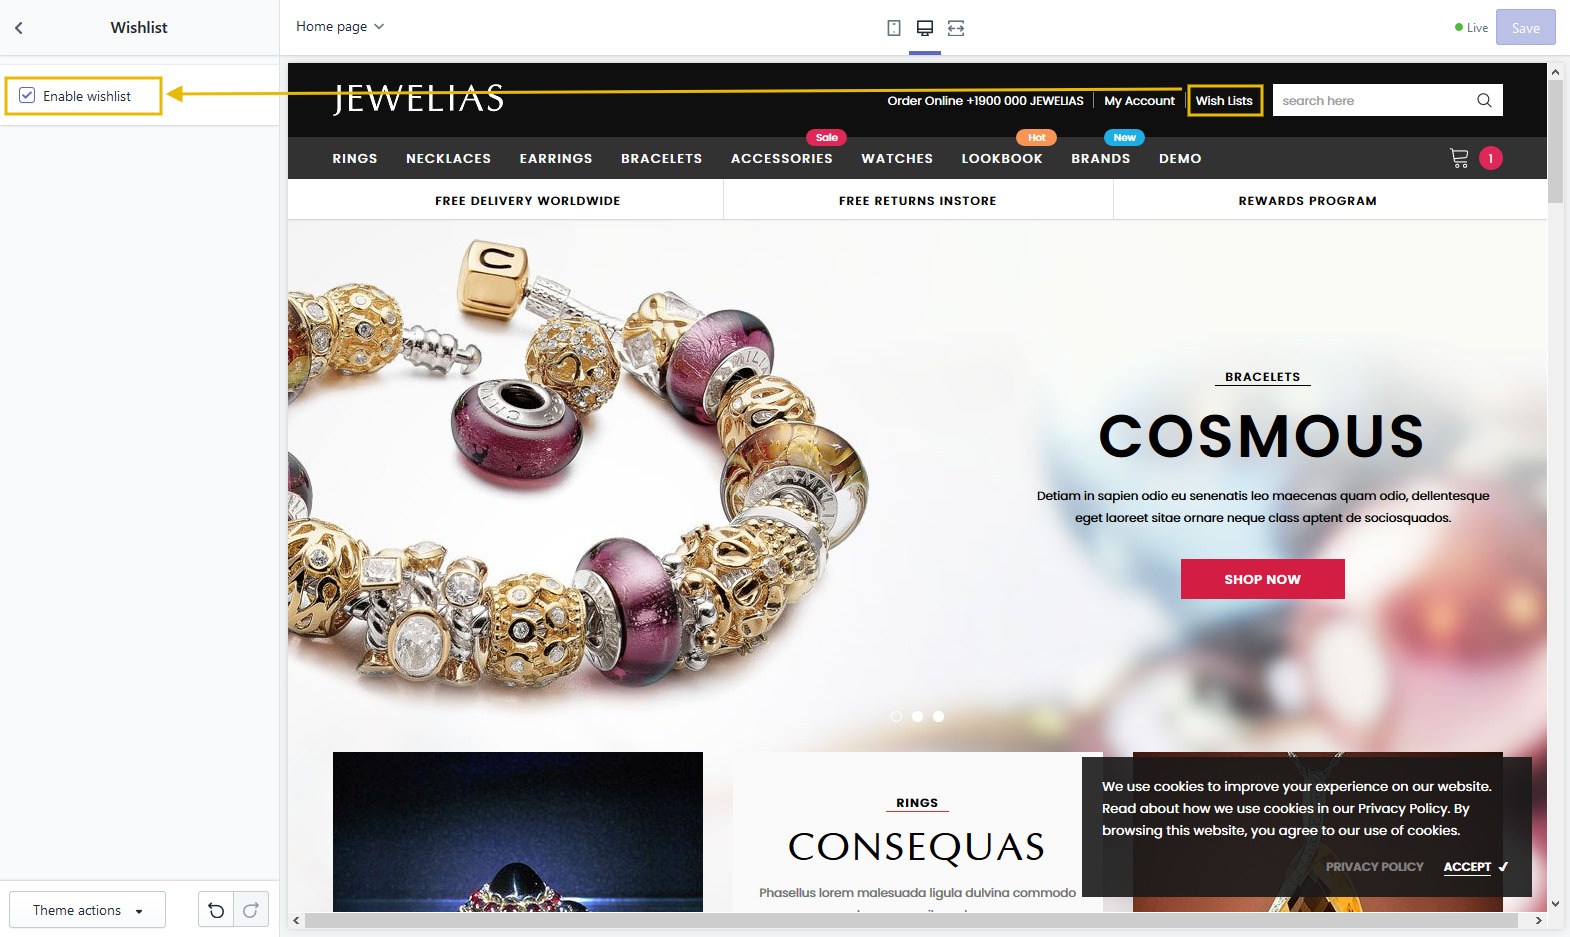 Wishlist
Home page
Live
Save
Enable wishlist
JEWELIAS
Order Online +1900 000 JEWELIAS
My Account
Wish Lists
search here
Sale
Hot
New
RINGS
NECKLACES
EARRINGS
BRACELETS
ACCESSORIES
WATCHES
LOOKBOOK
BRANDS
DEMO
1
FREE DELIVERY WORLDWIDE
FREE RETURNS INSTORE
REWARDS PROGRAM
BRACELETS
COSMOUS
Detiam in sapien odio eu senenatis leo maecenas quam odio, dellentesque
eget laoreet sitae ornare neque class aptent de sociosquados.
SHOP NOW
RINGS
CONSEQUAS
Phasellus lorem malesuada ligula dulvina commodo
We use cookies to improve your experience on our website.
Read about how we use cookies in our Privacy Policy. By
browsing this website, you agree to our use of cookies.
PRIVACY POLICY
ACCEPT ✓
Theme actions